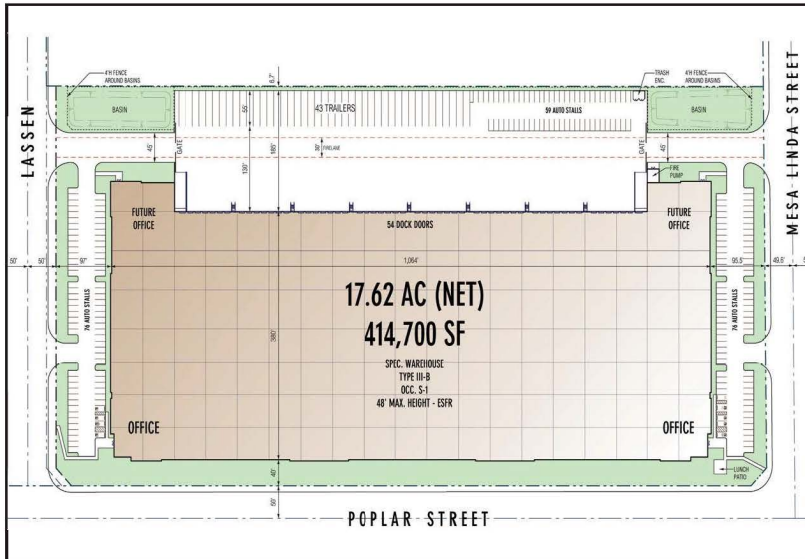 4'H FENCE
AROUND BASINS
BASIN
43 TRAILERS
59 AUTO STALLS
TRASH
ENC.
4'H FENCE
AROUND BASINS
BASIN
55'
185'
130'
45'
GATE
FIRELANE
GATE
45'
FIRE
PUMP
LASSEN
MESA-LINDA STREET
FUTURE
OFFICE
54 DOCK DOORS
FUTURE
OFFICE
50'
50'
97'
1,064'
95.5'
49.6'
76 AUTO STALLS
76 AUTO STALLS
17.62 AC (NET)
414,700 SF
SPEC. WAREHOUSE
TYPE III-B
OCC. S-1
48' MAX. HEIGHT - ESFR
380'
OFFICE
OFFICE
LUNCH
PATIO
40'
POPLAR STREET